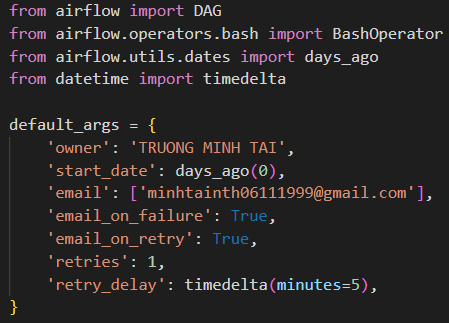 from airflow import DAG
from airflow.operators.bash import BashOperator
from airflow.utils.dates import days_ago
from datetime import timedelta
default_args = {
    'owner': 'TRUONG MINH TAI',
    'start_date': days_ago(0),
    'email': ['minhtainth06111999@gmail.com'],
    'email_on_failure': True,
    'email_on_retry': True,
    'retries': 1,
    'retry_delay': timedelta(minutes=5),
}